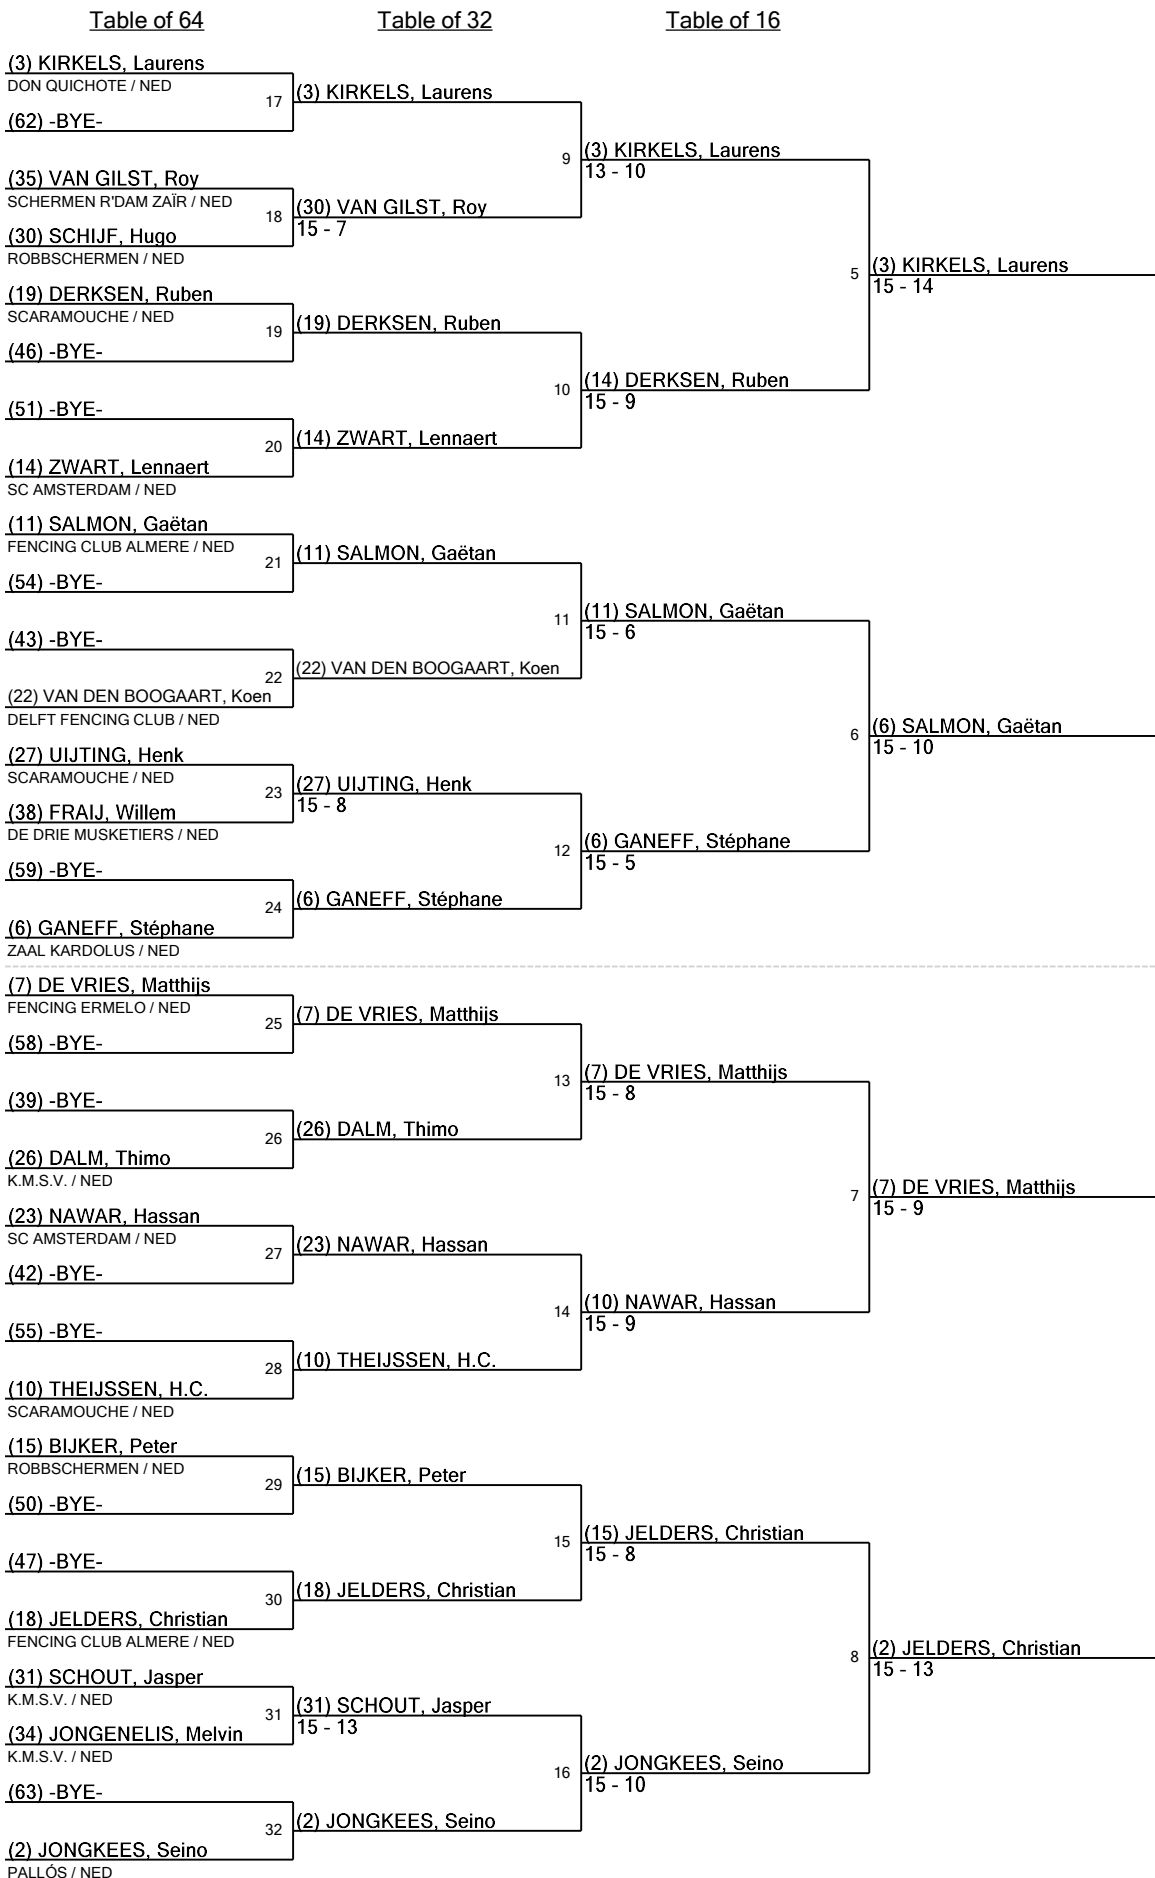 Table of 64
Table of 32
Table of 16
(3) KIRKELS, Laurens
DON QUICHOTE / NED
17
(3) KIRKELS, Laurens
(62) -BYE-
9
(3) KIRKELS, Laurens
13 - 10
(35) VAN GILST, Roy
SCHERMEN R'DAM ZAÏR / NED
18
(30) VAN GILST, Roy
15 - 7
(30) SCHIJF, Hugo
ROBBSCHERMEN / NED
5
(3) KIRKELS, Laurens
15 - 14
(19) DERKSEN, Ruben
SCARAMOUCHE / NED
19
(19) DERKSEN, Ruben
(46) -BYE-
10
(14) DERKSEN, Ruben
15 - 9
(51) -BYE-
20
(14) ZWART, Lennaert
(14) ZWART, Lennaert
SC AMSTERDAM / NED
(11) SALMON, Gaëtan
FENCING CLUB ALMERE / NED
21
(11) SALMON, Gaëtan
(54) -BYE-
11
(11) SALMON, Gaëtan
15 - 6
(43) -BYE-
22
(22) VAN DEN BOOGAART, Koen
(22) VAN DEN BOOGAART, Koen
DELFT FENCING CLUB / NED
6
(6) SALMON, Gaëtan
15 - 10
(27) UIJTING, Henk
SCARAMOUCHE / NED
23
(27) UIJTING, Henk
15 - 8
(38) FRAIJ, Willem
DE DRIE MUSKETIERS / NED
12
(6) GANEFF, Stéphane
15 - 5
(59) -BYE-
24
(6) GANEFF, Stéphane
(6) GANEFF, Stéphane
ZAAL KARDOLUS / NED
(7) DE VRIES, Matthijs
FENCING ERMELO / NED
25
(7) DE VRIES, Matthijs
(58) -BYE-
13
(7) DE VRIES, Matthijs
15 - 8
(39) -BYE-
26
(26) DALM, Thimo
(26) DALM, Thimo
K.M.S.V. / NED
7
(7) DE VRIES, Matthijs
15 - 9
(23) NAWAR, Hassan
SC AMSTERDAM / NED
27
(23) NAWAR, Hassan
(42) -BYE-
14
(10) NAWAR, Hassan
15 - 9
(55) -BYE-
28
(10) THEIJSSEN, H.C.
(10) THEIJSSEN, H.C.
SCARAMOUCHE / NED
(15) BIJKER, Peter
ROBBSCHERMEN / NED
29
(15) BIJKER, Peter
(50) -BYE-
15
(15) JELDERS, Christian
15 - 8
(47) -BYE-
30
(18) JELDERS, Christian
(18) JELDERS, Christian
FENCING CLUB ALMERE / NED
8
(2) JELDERS, Christian
15 - 13
(31) SCHOUT, Jasper
K.M.S.V. / NED
31
(31) SCHOUT, Jasper
15 - 13
(34) JONGENELIS, Melvin
K.M.S.V. / NED
16
(2) JONGKEES, Seino
15 - 10
(63) -BYE-
32
(2) JONGKEES, Seino
(2) JONGKEES, Seino
PALLÓS / NED